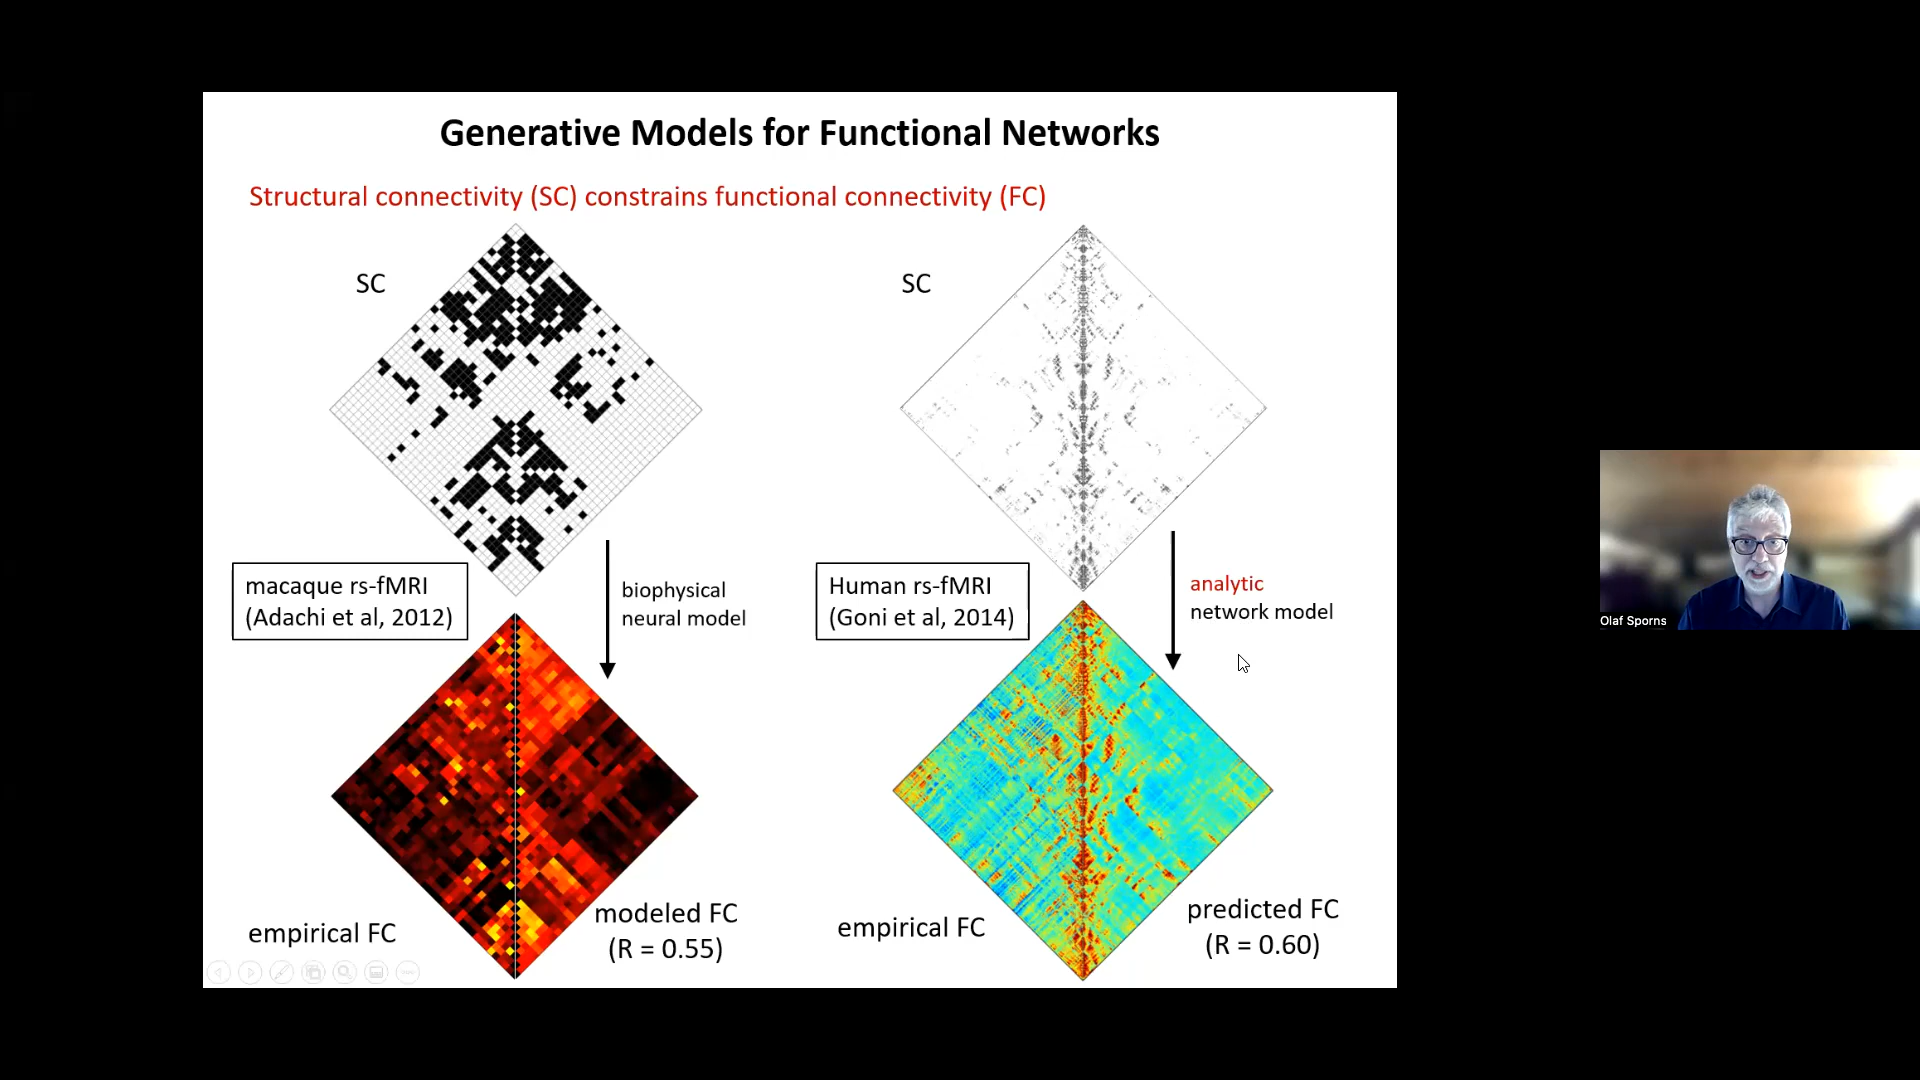 Generative Models for Functional Networks
Structural connectivity (SC) constrains functional connectivity (FC)
SC
macaque rs-fMRI
(Adachi et al, 2012)
biophysical
neural model
empirical FC
modeled FC
(R = 0.55)
SC
Human rs-fMRI
(Goni et al, 2014)
analytic
network model
empirical FC
predicted FC
(R = 0.60)
Olaf Sporns